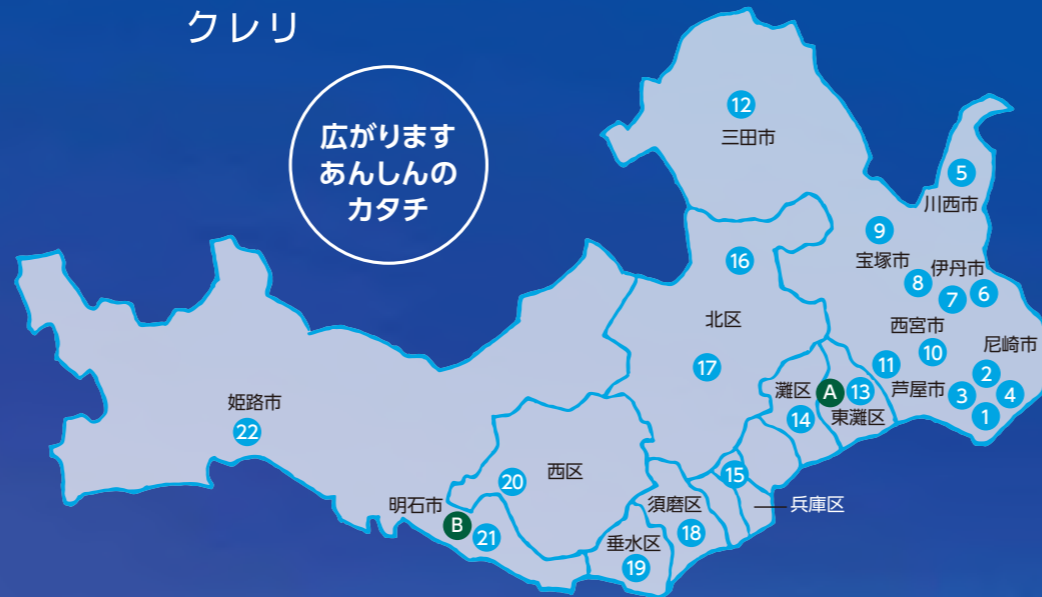 クレリ
広がります
あんしんの
カタチ
12
三田市
5
川西市
9
宝塚市
伊丹市
8
7
6
16
北区
西宮市
10
尼崎市
17
11
2
灘区
A
13
芦屋市
3
4
14
東灘区
1
姫路市
22
15
西区
20
兵庫区
明石市
須磨区
B
21
18
垂水区
19